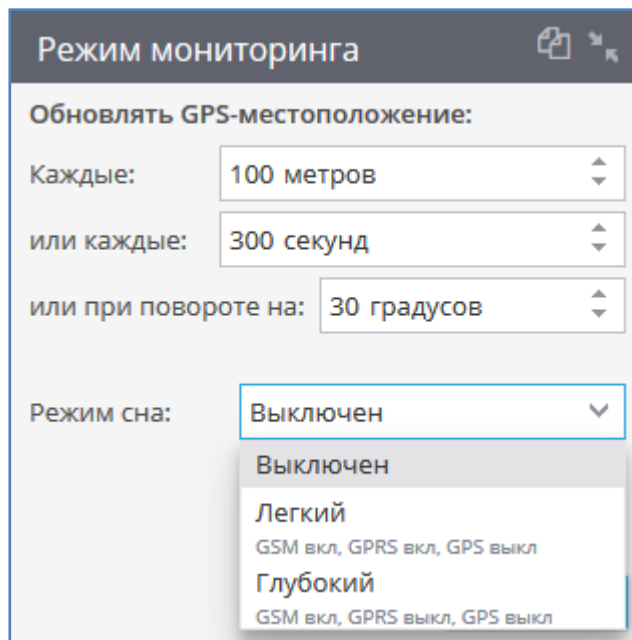 Режим мониторинга
Обновлять GPS-местоположение:
Каждые: 100 метров
или каждые: 300 секунд
или при повороте на: 30 градусов
Режим сна: Выключен
Выключен
Легкий
GSM вкл, GPRS вкл, GPS выкл
Глубокий
GSM вкл, GPRS выкл, GPS выкл